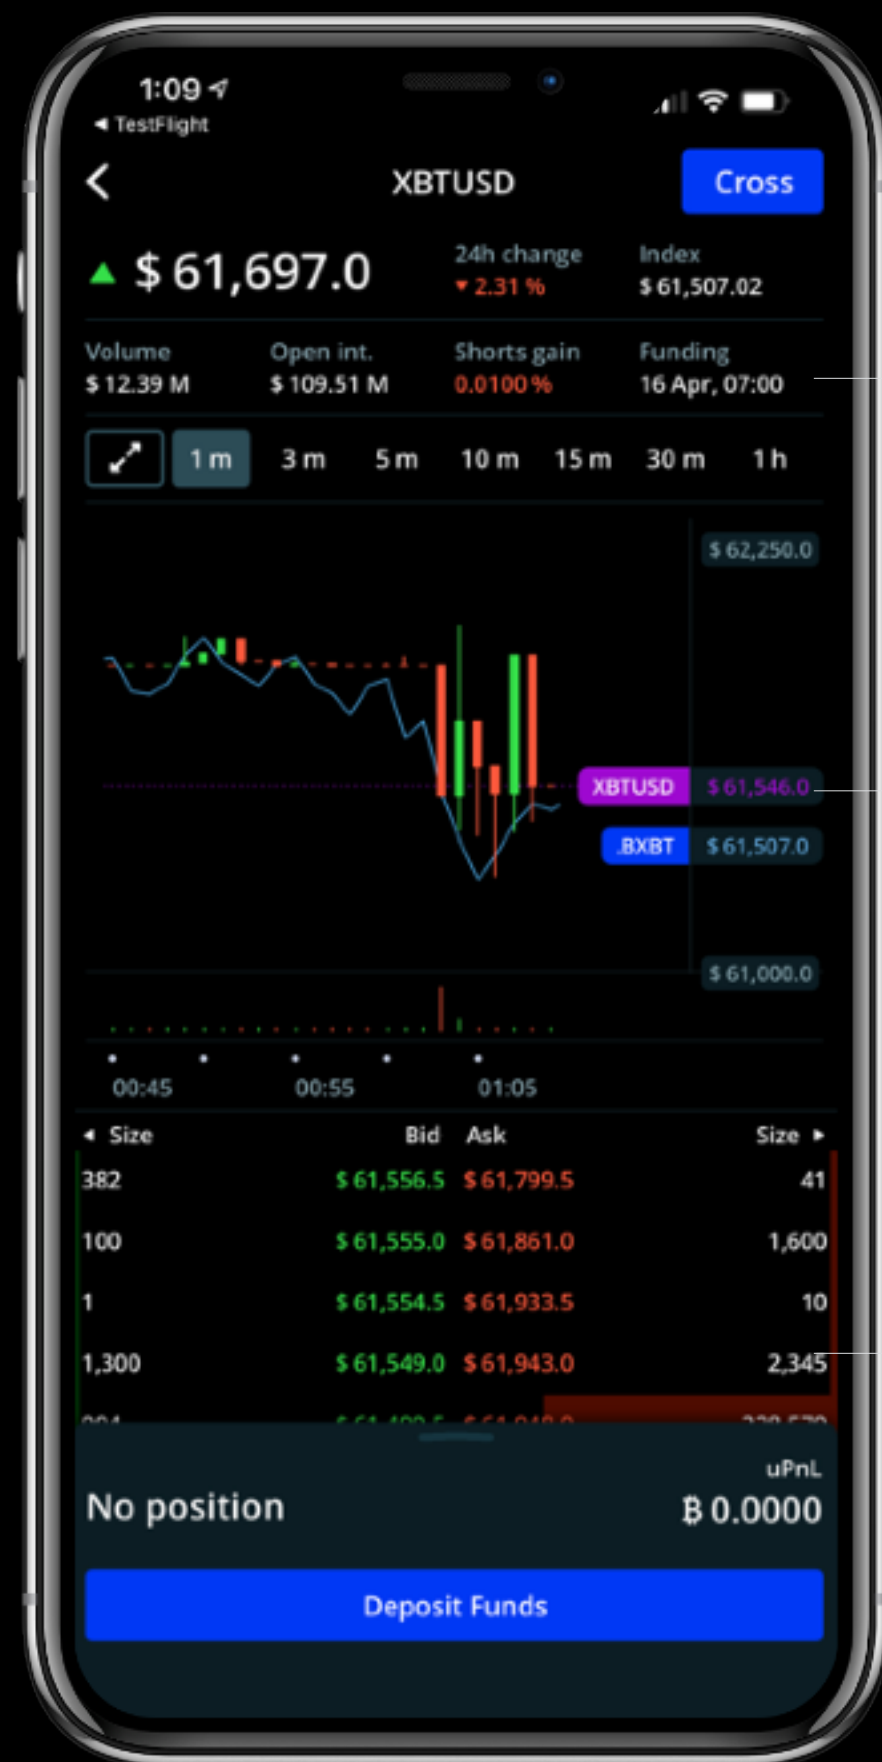 1:09
◄ TestFlight
XBTUSD
Cross
▲ $ 61,697.0
24h change
▼ 2.31 %
Index
$ 61,507.02
Volume
$ 12.39 M
Open int.
$ 109.51 M
Shorts gain
0.0100 %
Funding
16 Apr, 07:00
1 m 3 m 5 m 10 m 15 m 30 m 1 h
$ 62,250.0
XBTUSD $ 61,546.0
.BXBT $ 61,507.0
$ 61,000.0
00:45 00:55 01:05
◄ Size Bid Ask Size ►
382 $ 61,556.5 $ 61,799.5 41
100 $ 61,555.0 $ 61,861.0 1,600
1 $ 61,554.5 $ 61,933.5 10
1,300 $ 61,549.0 $ 61,943.0 2,345
uPnL
No position ₿ 0.0000
Deposit Funds